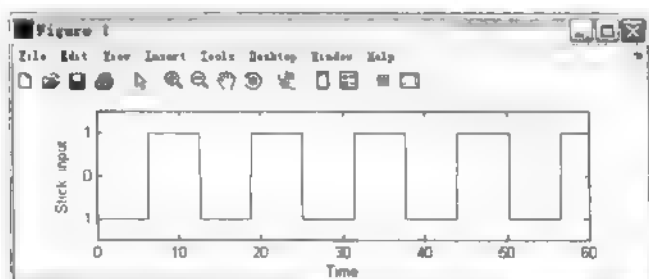 Figure 1
File Edit View Insert Tools Desktop Window Help
Stick input
1
0
1
0 10 20 30 40 50 60
Time